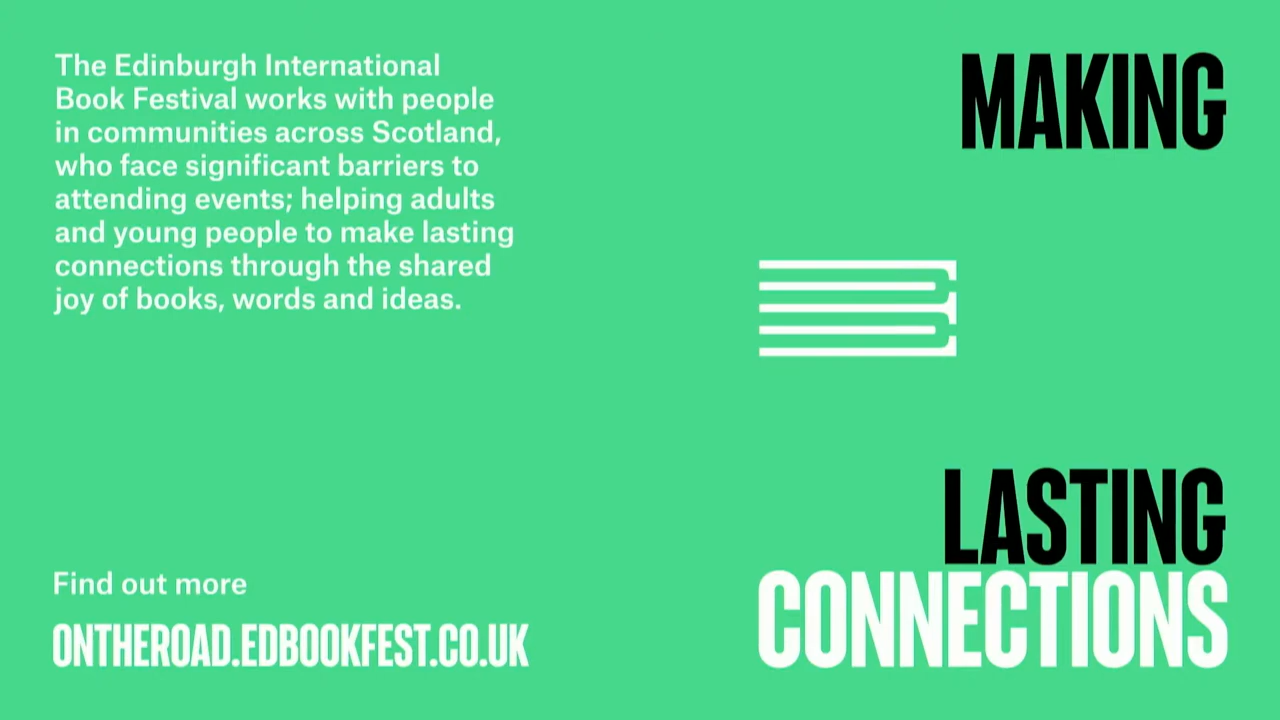 The Edinburgh International
Book Festival works with people
in communities across Scotland,
who face significant barriers to
attending events; helping adults
and young people to make lasting
connections through the shared
joy of books, words and ideas.
Find out more
ONTHEROAD.EDBOOKFEST.CO.UK
MAKING
LASTING
CONNECTIONS